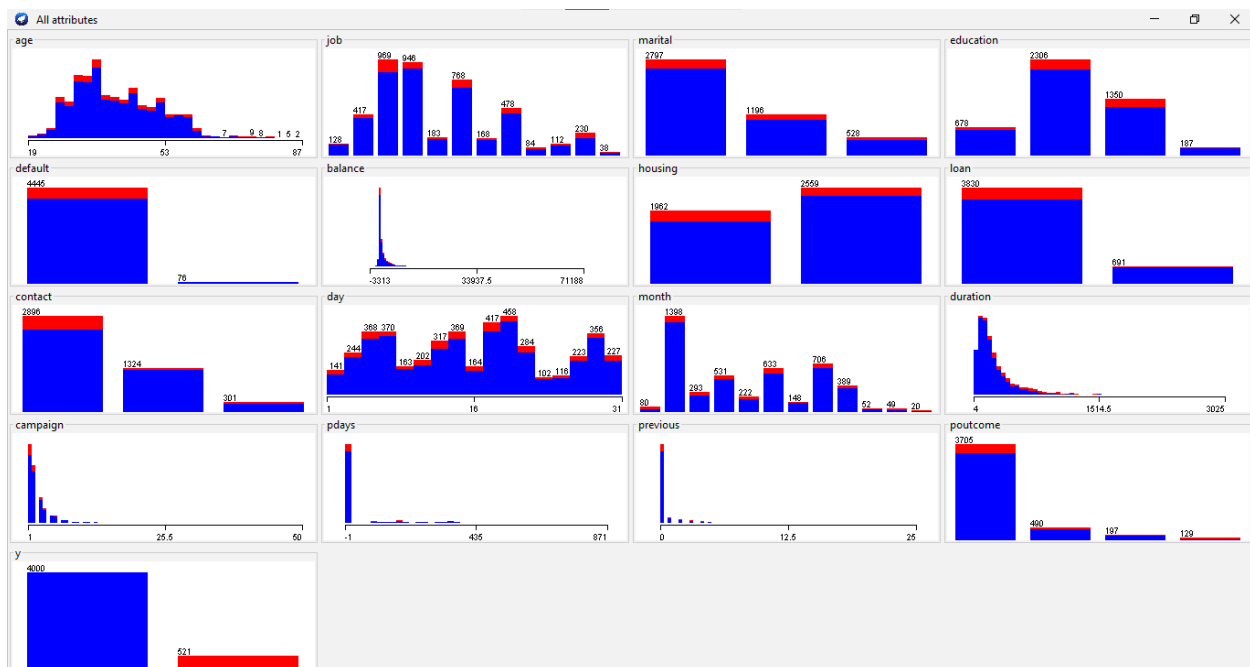 All attributes
age
7 9 8 1 5 2
19 53 87
job
128 417 969 946 183 768 168 478 84 112 230 38
marital
2797 1196 528
education
678 2306 1350 187
default
4445 76
balance
-3313 33937.5 71188
housing
1962 2559
loan
3830 691
contact
2896 1324 301
day
141 244 368 370 163 202 317 369 164 417 458 284 102 116 223 356 227
1 16 31
month
80 1398 293 531 222 633 148 706 389 52 49 20
duration
4 1514.5 3025
campaign
1 25.5 50
pdays
-1 435 871
previous
0 12.5 25
poutcome
3705 490 197 129
y
4000 521